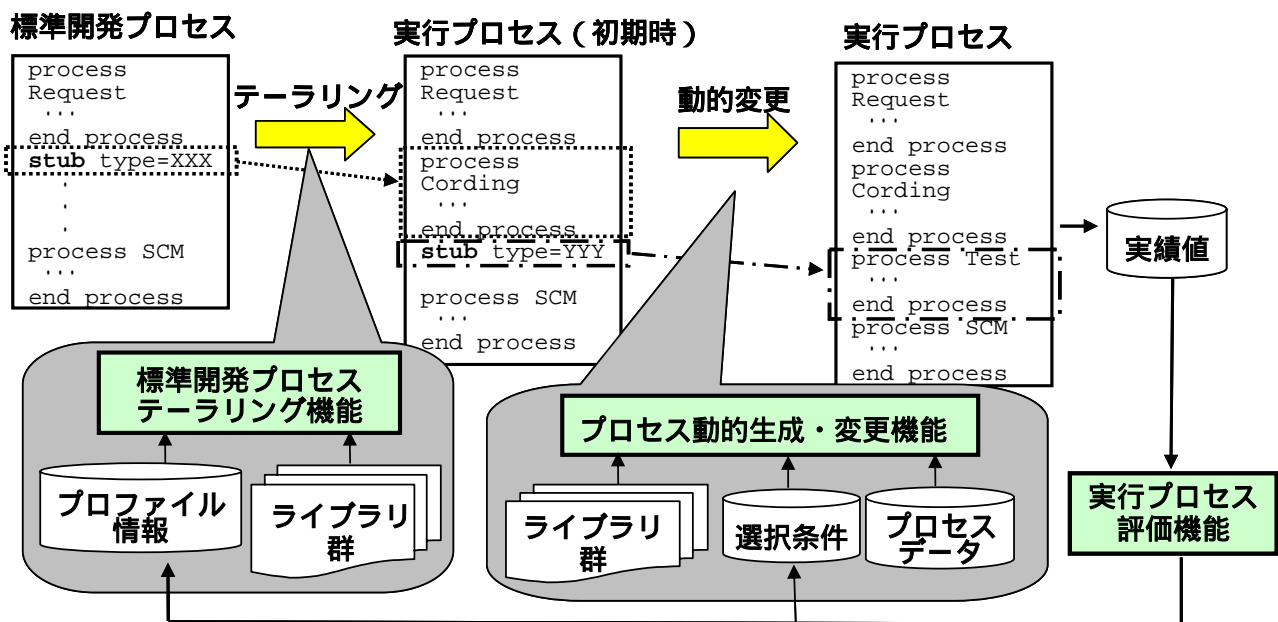 標準開発プロセス
process
Request
...
end process
stub type=XXX
.
.
.
process SCM
...
end process
テーラリング
実行プロセス(初期時)
process
Request
...
end process
process
Cording
...
end process
stub type=YYY
process SCM
...
end process
動的変更
実行プロセス
process
Request
...
end process
process
Cording
...
end process
process Test
...
end process
process SCM
...
end process
実績値
標準開発プロセス
テーラリング機能
プロファイル
情報
ライブラリ
群
プロセス動的生成・変更機能
ライブラリ
群
選択条件
プロセス
データ
実行プロセス
評価機能